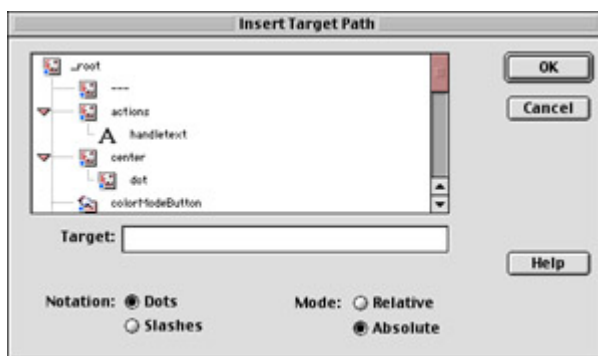 Insert Target Path
_root
---
actions
handletext
center
dot
colorModeButton
OK
Cancel
Target:
Help
Notation: Dots
Slashes
Mode: Relative
Absolute